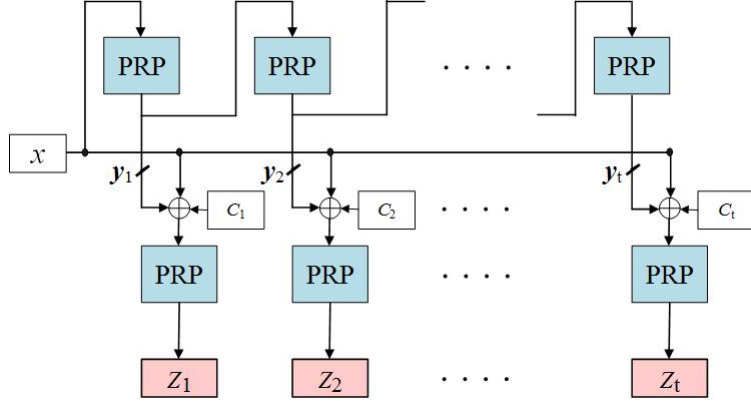 PRP PRP . . . . PRP
x
y1 y2 yt
C1 C2 . . . . Ct
PRP PRP . . . . PRP
Z1 Z2 . . . . Zt